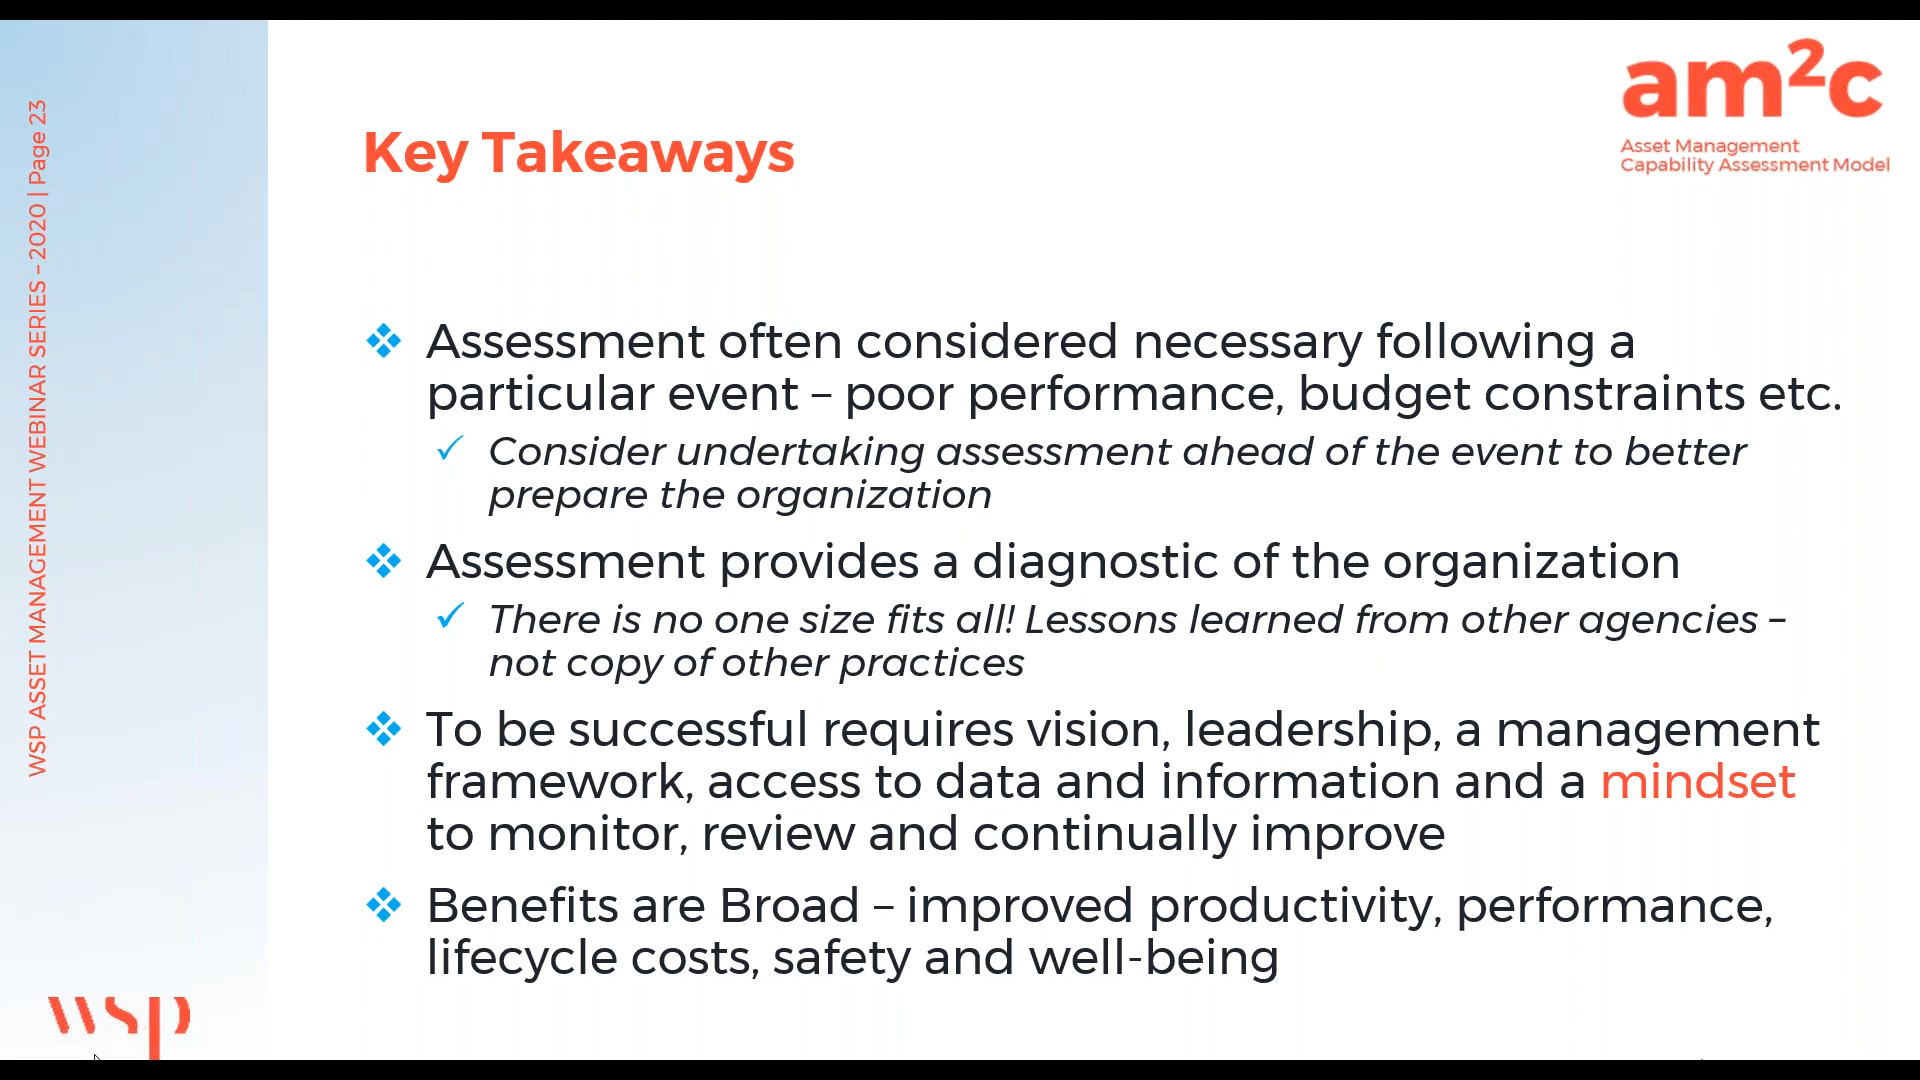 WSP ASSET MANAGEMENT WEBINAR SERIES – 2020 | Page 23
am²c
Asset Management
Capability Assessment Model
Key Takeaways
Assessment often considered necessary following a
particular event – poor performance, budget constraints etc.
Consider undertaking assessment ahead of the event to better
prepare the organization
Assessment provides a diagnostic of the organization
There is no one size fits all! Lessons learned from other agencies –
not copy of other practices
To be successful requires vision, leadership, a management
framework, access to data and information and a mindset
to monitor, review and continually improve
Benefits are Broad – improved productivity, performance,
lifecycle costs, safety and well-being
wsp